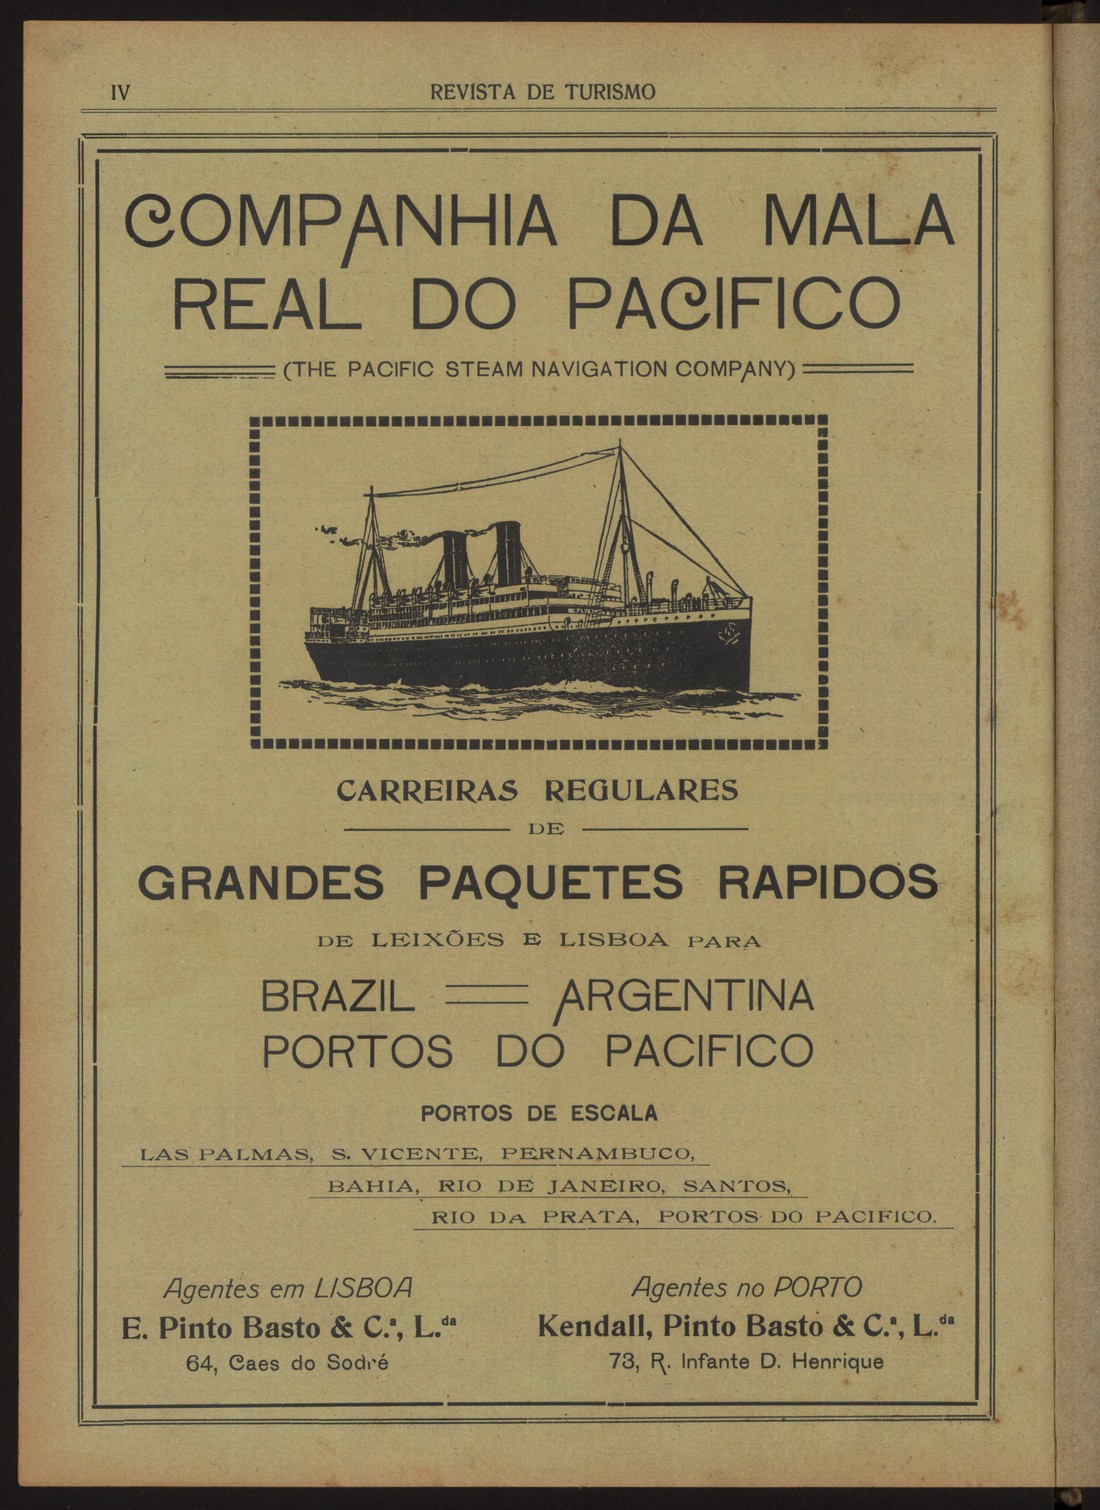 IV
REVISTA DE TURISMO
COMPANHIA DA MALA
REAL DO PACIFICO
(THE PACIFIC STEAM NAVIGATION COMPANY)
CARREIRAS REGULARES
DE
GRANDES PAQUETES RAPIDOS
DE LEIXÕES E LISBOA PARA
BRAZIL ARGENTINA
PORTOS DO PACIFICO
PORTOS DE ESCALA
LAS PALMAS, S. VICENTE, PERNAMBUCO,
BAHIA, RIO DE JANEIRO, SANTOS,
RIO DA PRATA, PORTOS DO PACIFICO.
Agentes em LISBOA
E. Pinto Basto & C.ª, L.da
64, Caes do Sodré
Agentes no PORTO
Kendall, Pinto Basto & C.ª, L.da
73, R. Infante D. Henrique